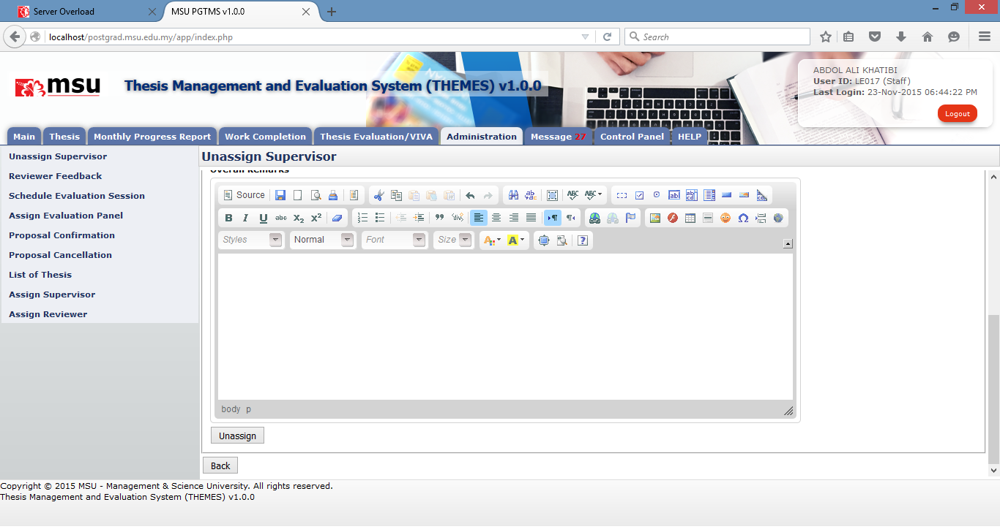 Server Overload
MSU PGTMS v1.0.0
localhost/postgrad.msu.edu.my/app/index.php
Search
msu
Thesis Management and Evaluation System (THEMES) v1.0.0
ABDOL ALI KHATIBI
User ID: LE017 (Staff)
Last Login: 23-Nov-2015 06:44:22 PM
Logout
Main Thesis Monthly Progress Report Work Completion Thesis Evaluation/VIVA Administration Message 27 Control Panel HELP
Unassign Supervisor
Reviewer Feedback
Schedule Evaluation Session
Assign Evaluation Panel
Proposal Confirmation
Proposal Cancellation
List of Thesis
Assign Supervisor
Assign Reviewer
Unassign Supervisor
Overall Remarks
Source
Styles Normal Font Size
body p
Unassign
Back
Copyright © 2015 MSU - Management & Science University. All rights reserved.
Thesis Management and Evaluation System (THEMES) v1.0.0